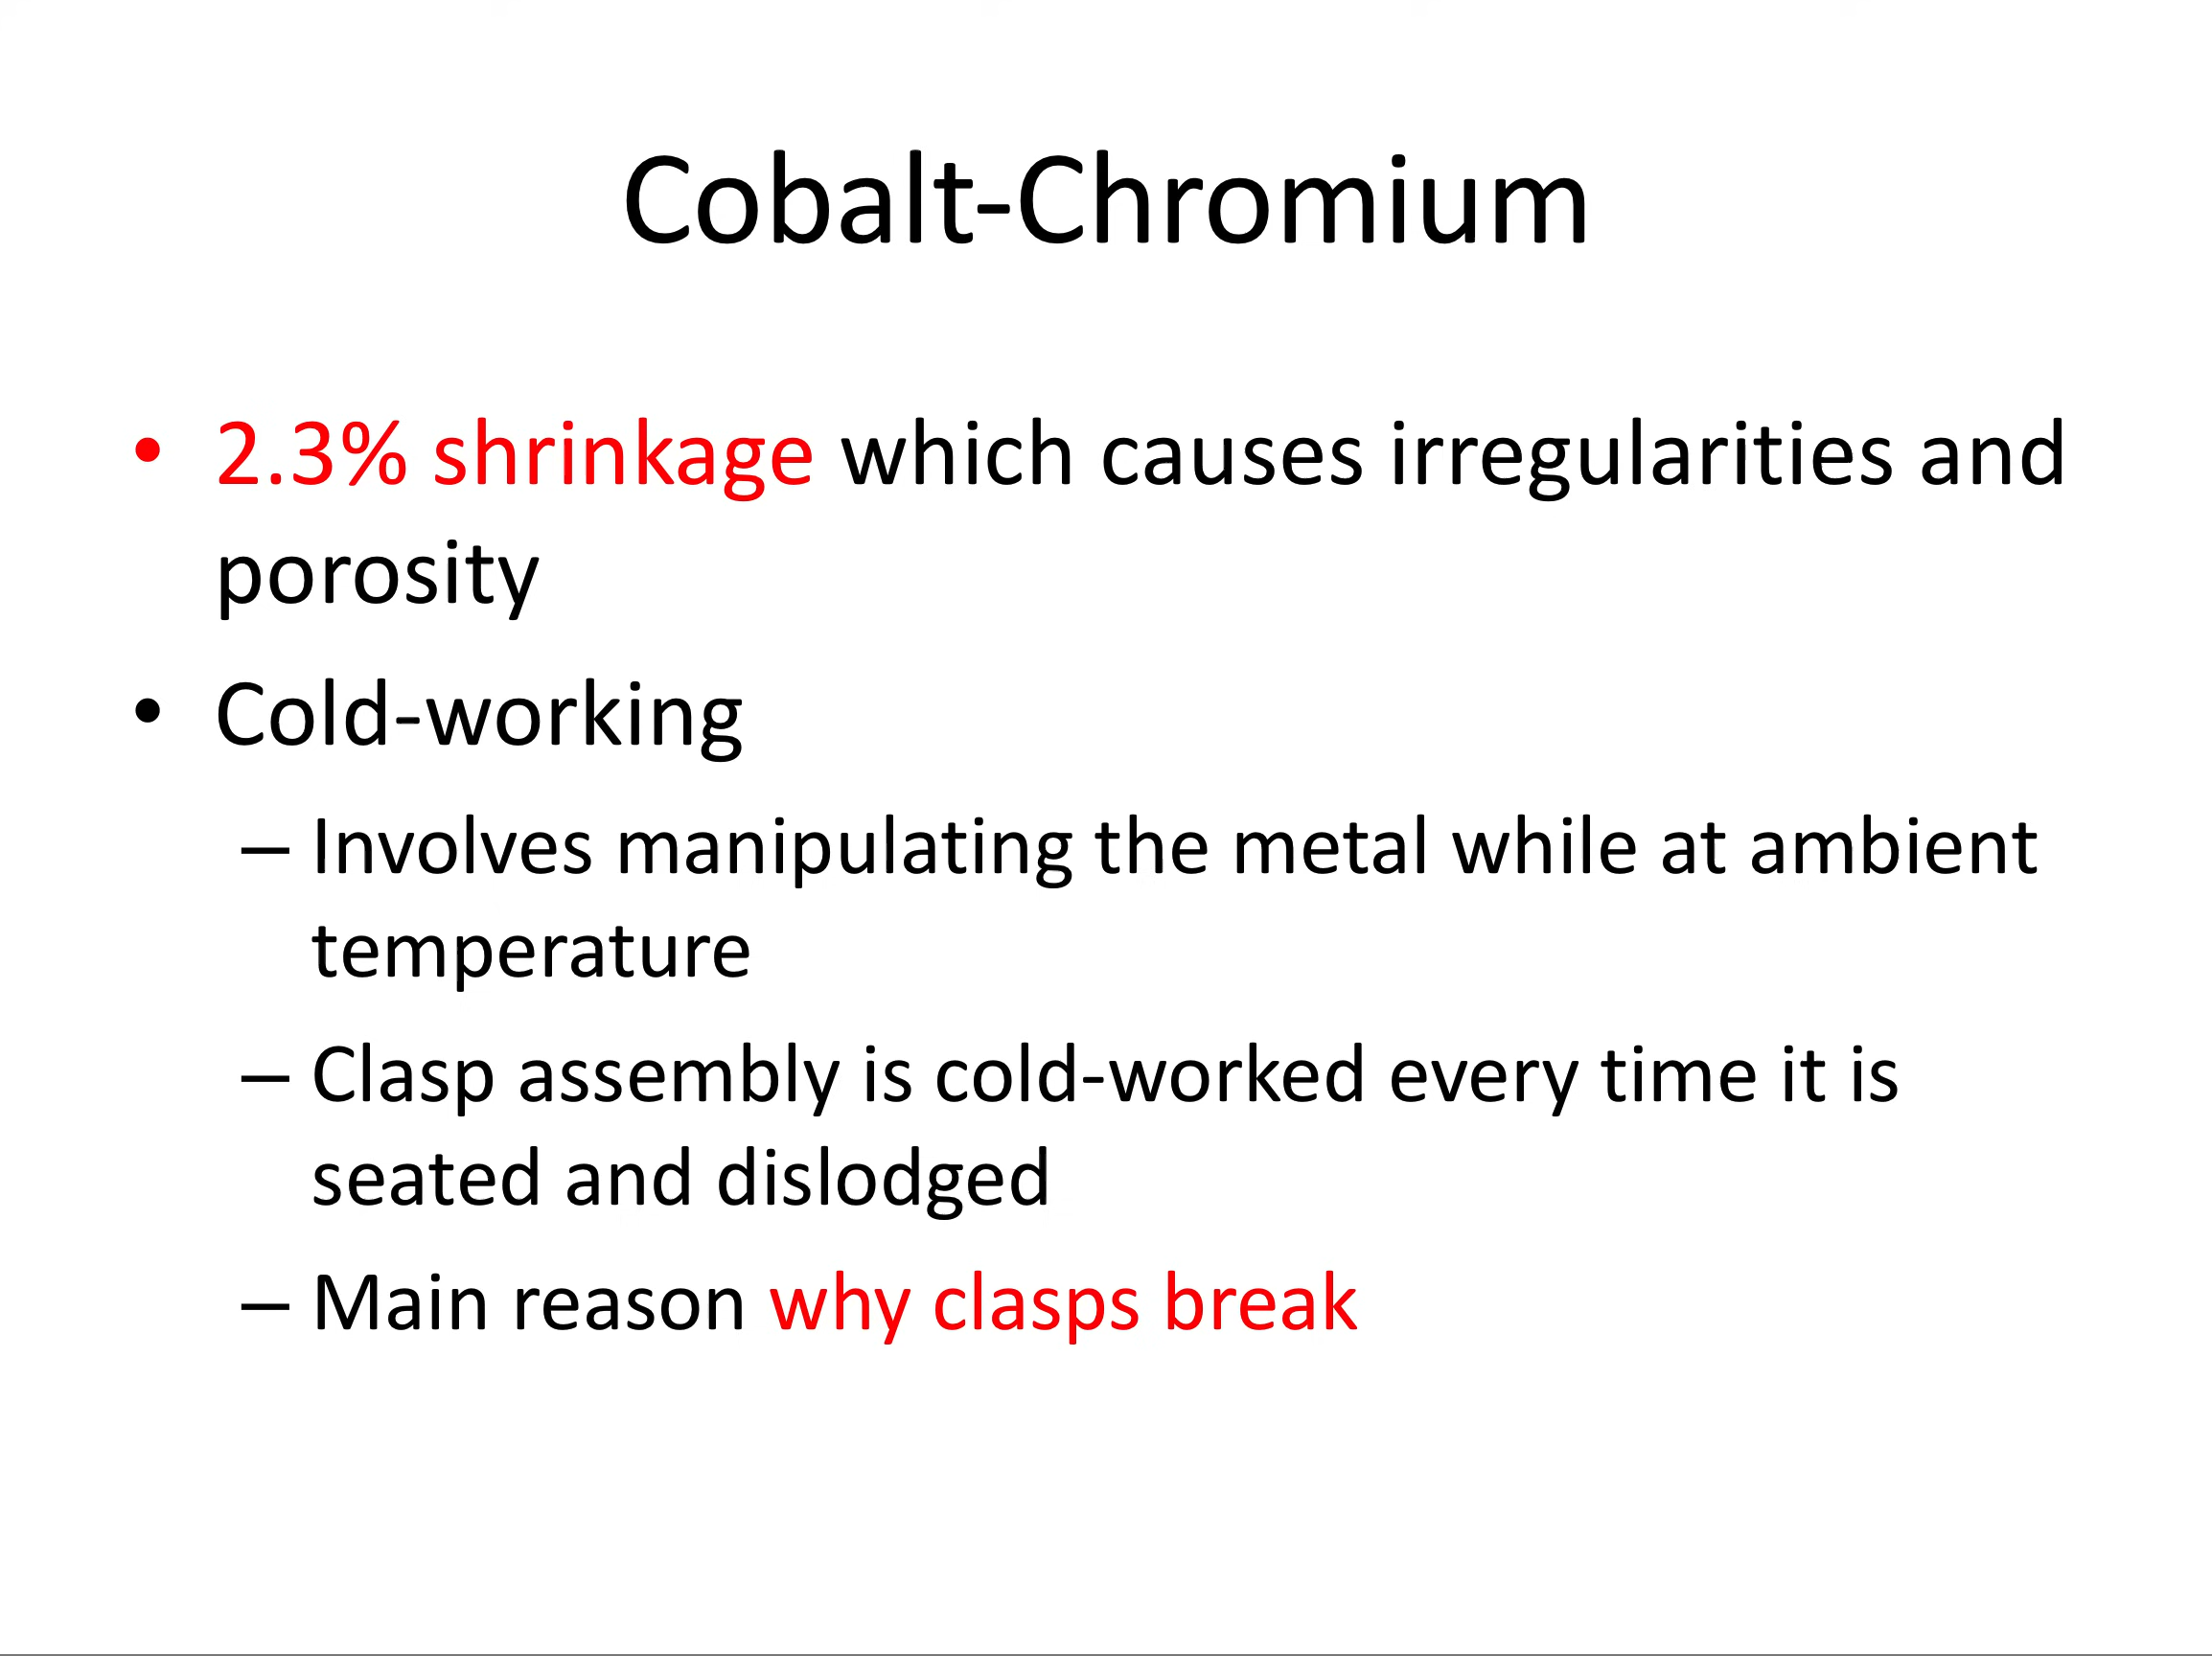 Cobalt-Chromium
• 2.3% shrinkage which causes irregularities and
porosity
• Cold-working
– Involves manipulating the metal while at ambient
temperature
– Clasp assembly is cold-worked every time it is
seated and dislodged
– Main reason why clasps break